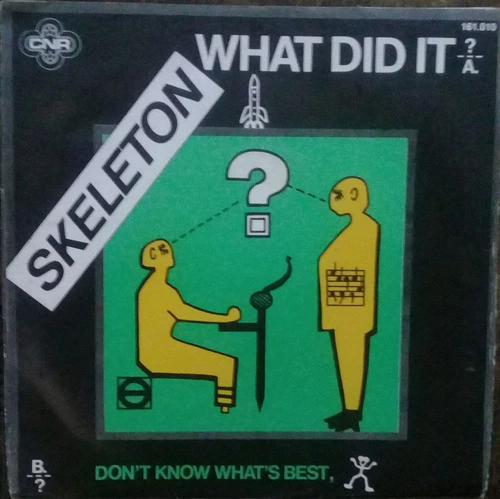 CNR
161.010
WHAT DID IT
?
A.
SKELETON
?
B.
?
DON'T KNOW WHAT'S BEST,